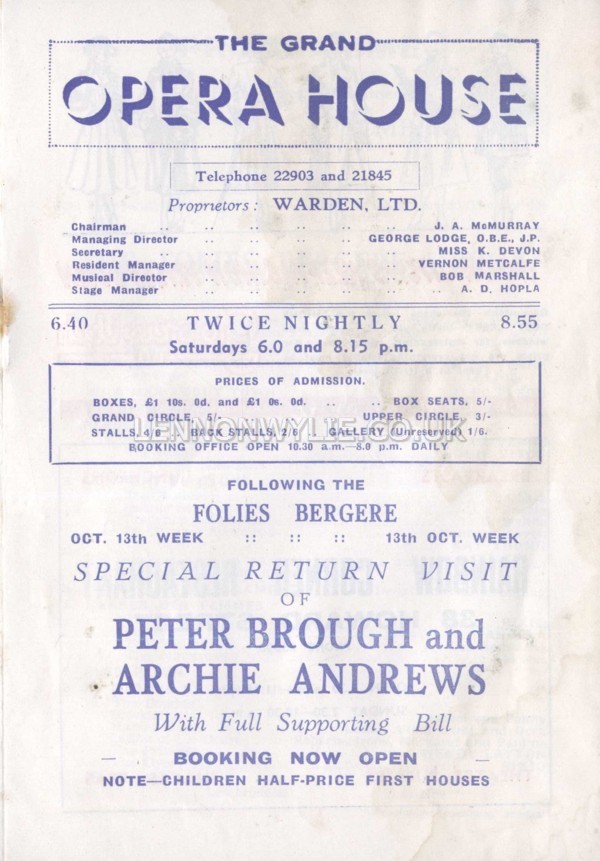 THE GRAND
OPERA HOUSE
Telephone 22903 and 21845
Proprietors: WARDEN, LTD.
Chairman .. .. .. .. .. .. J. A. McMURRAY
Managing Director .. .. .. .. GEORGE LODGE, O.B.E., J.P.
Secretary .. .. .. .. .. .. MISS K. DEVON
Resident Manager .. .. .. .. .. VERNON METCALFE
Musical Director .. .. .. .. .. BOB MARSHALL
Stage Manager .. .. .. .. .. A. D. HOPLA
6.40 TWICE NIGHTLY 8.55
Saturdays 6.0 and 8.15 p.m.
PRICES OF ADMISSION.
BOXES, £1 10s. 0d. and £1 0s. 0d. .. .. .. BOX SEATS, 5/-
GRAND CIRCLE, 5/- UPPER CIRCLE, 3/-
STALLS, 4/6 BACK STALLS, 2/6 GALLERY (Unreserved) 1/6.
LENNONWYLIE.CO.UK
BOOKING OFFICE OPEN 10.30 a.m.—8.0 p.m. DAILY
FOLLOWING THE
FOLIES BERGERE
OCT. 13th WEEK :: :: :: 13th OCT. WEEK
SPECIAL RETURN VISIT
OF
PETER BROUGH and
ARCHIE ANDREWS
With Full Supporting Bill
— BOOKING NOW OPEN —
NOTE—CHILDREN HALF-PRICE FIRST HOUSES